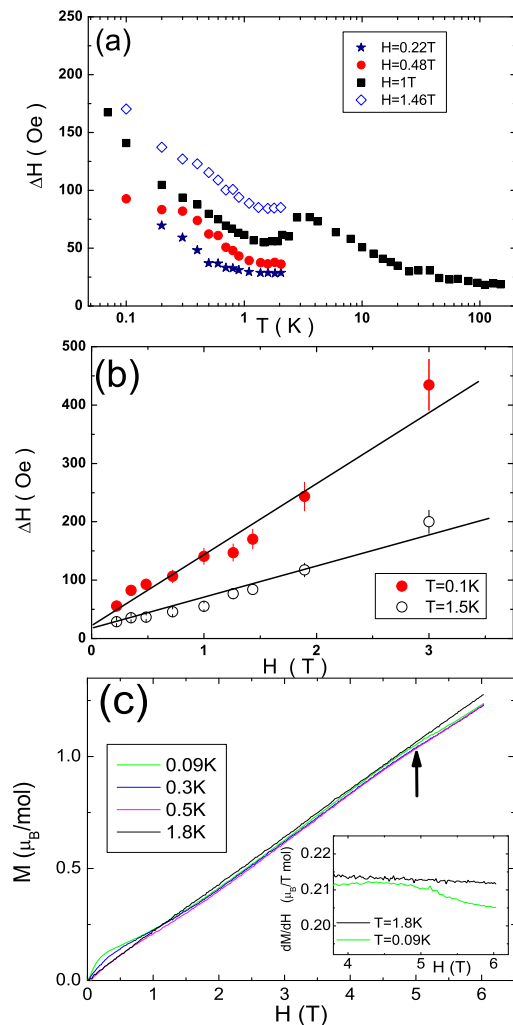 (a)
H=0.22T
H=0.48T
H=1T
H=1.46T
250
200
150
100
50
0
ΔH ( Oe)
0.1 1 10 100
T ( K )
(b)
500
400
300
200
100
0
ΔH ( Oe)
T=0.1K
T=1.5K
0 1 2 3
H (T)
(c)
0.09K
0.3K
0.5K
1.8K
1.0
0.5
0.0
M (μB/mol)
0.22
0.21
0.20
dM/dH (μB/T mol)
T=1.8K
T=0.09K
4 5 6
H (T)
0 1 2 3 4 5 6
H (T)